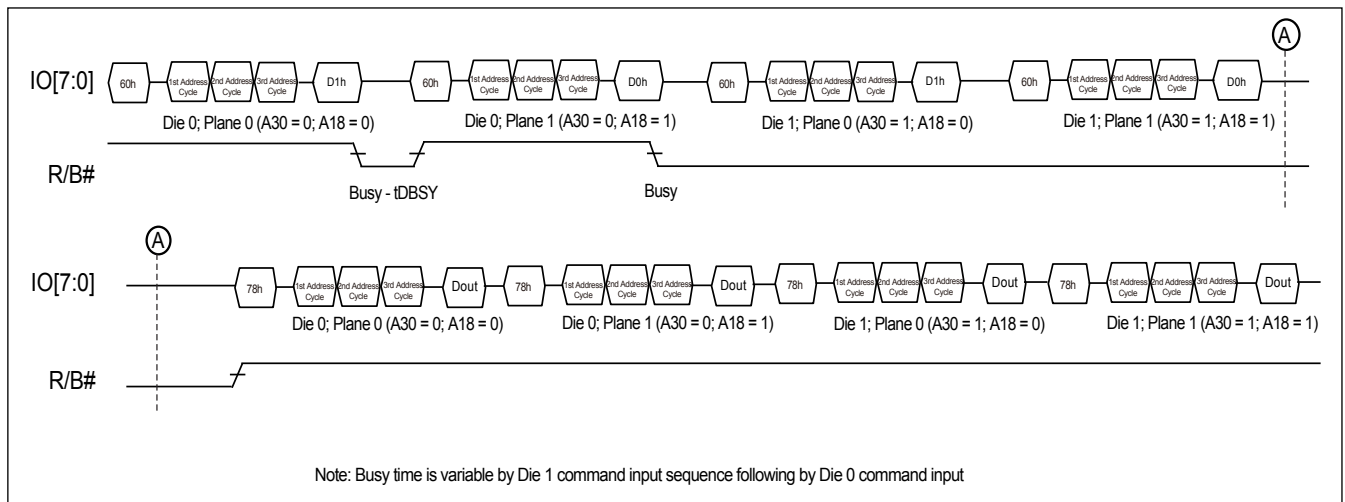 A
IO[7:0] 60h 1st Address Cycle 2nd Address Cycle 3rd Address Cycle D1h 60h 1st Address Cycle 2nd Address Cycle 3rd Address Cycle D0h 60h 1st Address Cycle 2nd Address Cycle 3rd Address Cycle D1h 60h 1st Address Cycle 2nd Address Cycle 3rd Address Cycle D0h
Die 0; Plane 0 (A30 = 0; A18 = 0) Die 0; Plane 1 (A30 = 0; A18 = 1) Die 1; Plane 0 (A30 = 1; A18 = 0) Die 1; Plane 1 (A30 = 1; A18 = 1)
R/B#
Busy - tDBSY Busy
A
IO[7:0] 78h 1st Address Cycle 2nd Address Cycle 3rd Address Cycle Dout 78h 1st Address Cycle 2nd Address Cycle 3rd Address Cycle Dout 78h 1st Address Cycle 2nd Address Cycle 3rd Address Cycle Dout 78h 1st Address Cycle 2nd Address Cycle 3rd Address Cycle Dout
Die 0; Plane 0 (A30 = 0; A18 = 0) Die 0; Plane 1 (A30 = 0; A18 = 1) Die 1; Plane 0 (A30 = 1; A18 = 0) Die 1; Plane 1 (A30 = 1; A18 = 1)
R/B#
Note: Busy time is variable by Die 1 command input sequence following by Die 0 command input